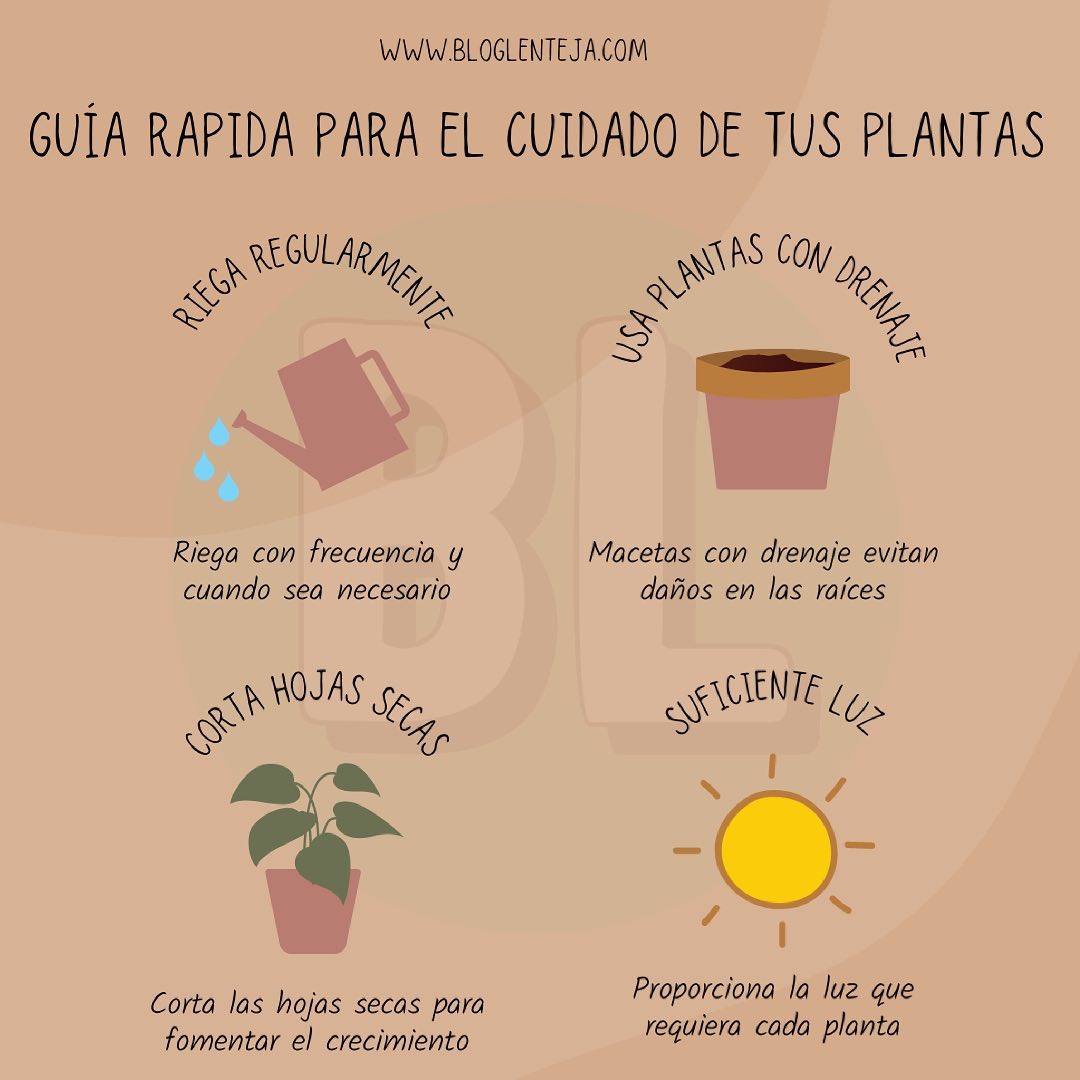 WWW.BLOGLENTEJA.COM
GUÍA RAPIDA PARA EL CUIDADO DE TUS PLANTAS
RIEGA REGULARMENTE
Riega con frecuencia y
cuando sea necesario
USA PLANTAS CON DRENAJE
Macetas con drenaje evitan
daños en las raíces
CORTA HOJAS SECAS
Corta las hojas secas para
fomentar el crecimiento
SUFICIENTE LUZ
Proporciona la luz que
requiera cada planta
BL